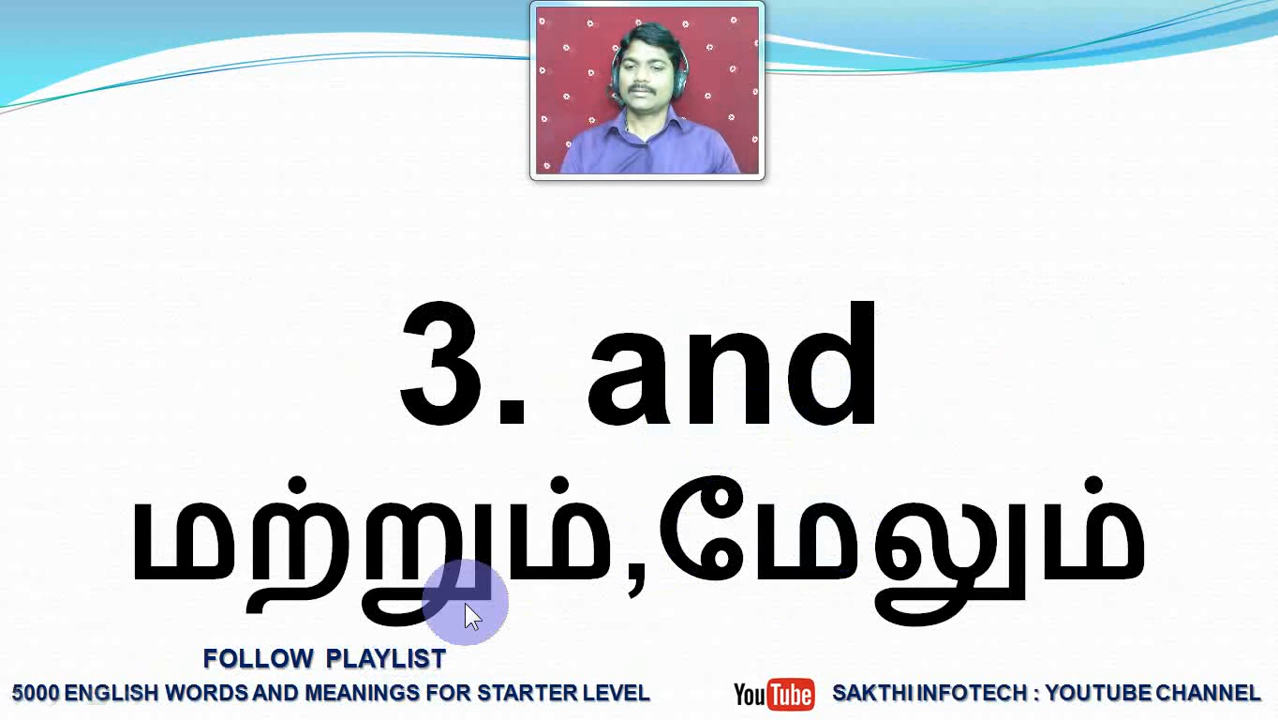 3. and
மற்றும்,மேலும்
FOLLOW PLAYLIST
5000 ENGLISH WORDS AND MEANINGS FOR STARTER LEVEL
YouTube SAKTHI INFOTECH : YOUTUBE CHANNEL